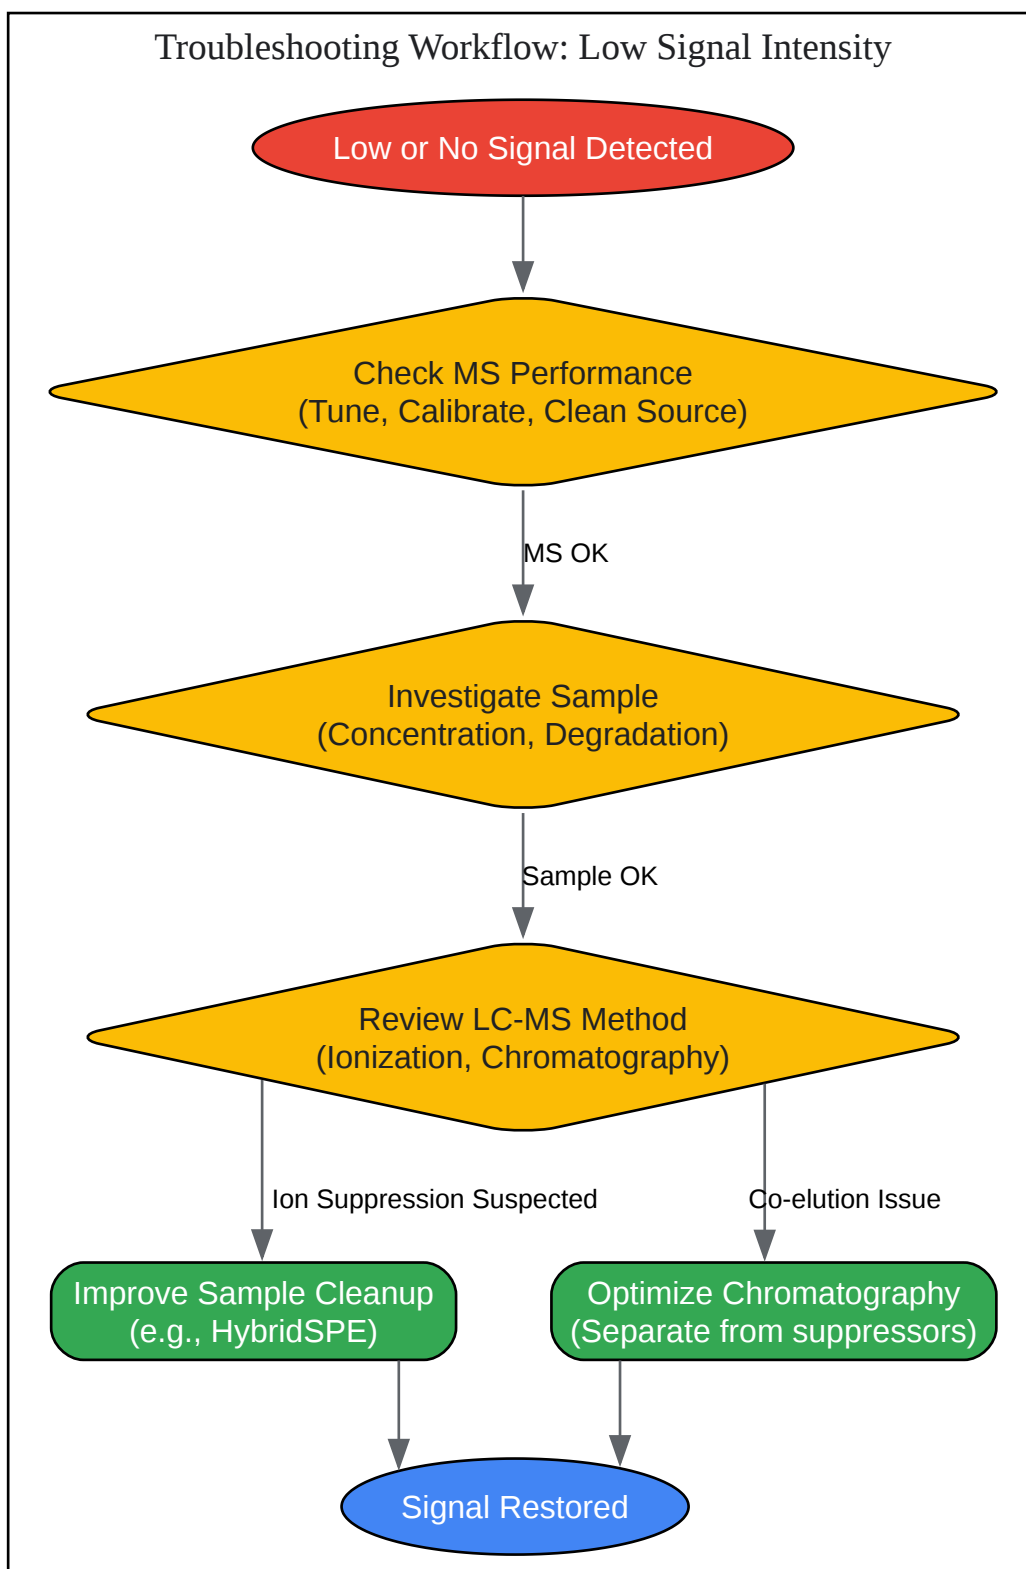 Troubleshooting Workflow: Low Signal Intensity
Low or No Signal Detected
Check MS Performance
(Tune, Calibrate, Clean Source)
MS OK
Investigate Sample
(Concentration, Degradation)
Sample OK
Review LC-MS Method
(Ionization, Chromatography)
Ion Suppression Suspected
Co-elution Issue
Improve Sample Cleanup
(e.g., HybridSPE)
Optimize Chromatography
(Separate from suppressors)
Signal Restored